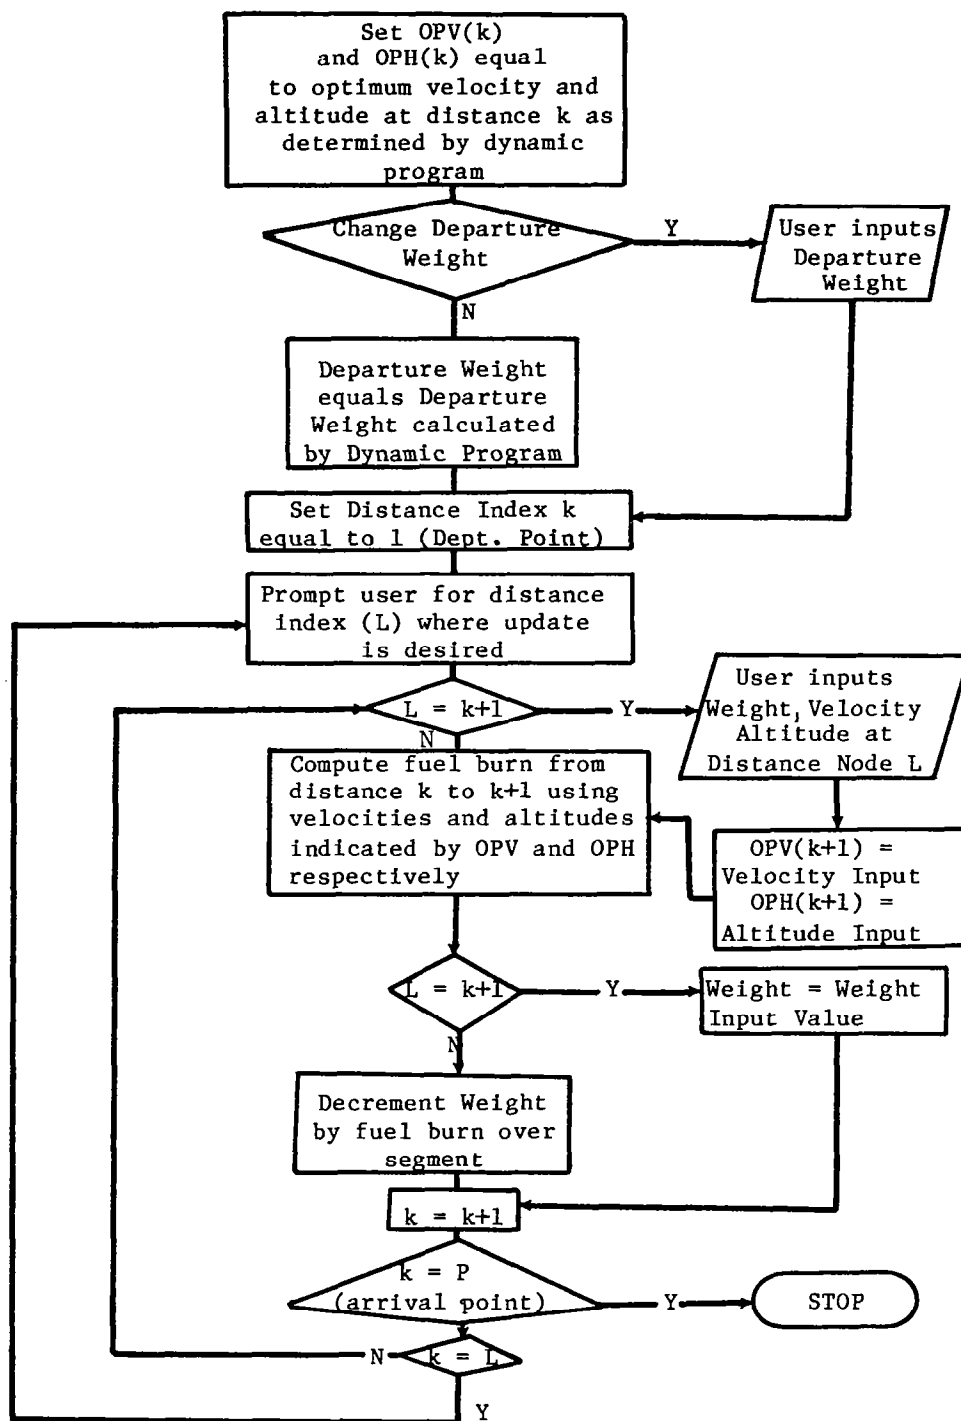 Set OPV(k)
and OPH(k) equal
to optimum velocity and
altitude at distance k as
determined by dynamic
program
Change Departure
Weight
Y
User inputs
Departure
Weight
N
Departure Weight
equals Departure
Weight calculated
by Dynamic Program
Set Distance Index k
equal to 1 (Dept. Point)
Prompt user for distance
index (L) where update
is desired
L = k+1
Y
User inputs
Weight, Velocity
Altitude at
Distance Node L
N
Compute fuel burn from
distance k to k+1 using
velocities and altitudes
indicated by OPV and OPH
respectively
OPV(k+1) =
Velocity Input
OPH(k+1) =
Altitude Input
L = k+1
Y
Weight = Weight
Input Value
N
Decrement Weight
by fuel burn over
segment
k = k+1
k = P
(arrival point)
Y
STOP
k = L
N
Y